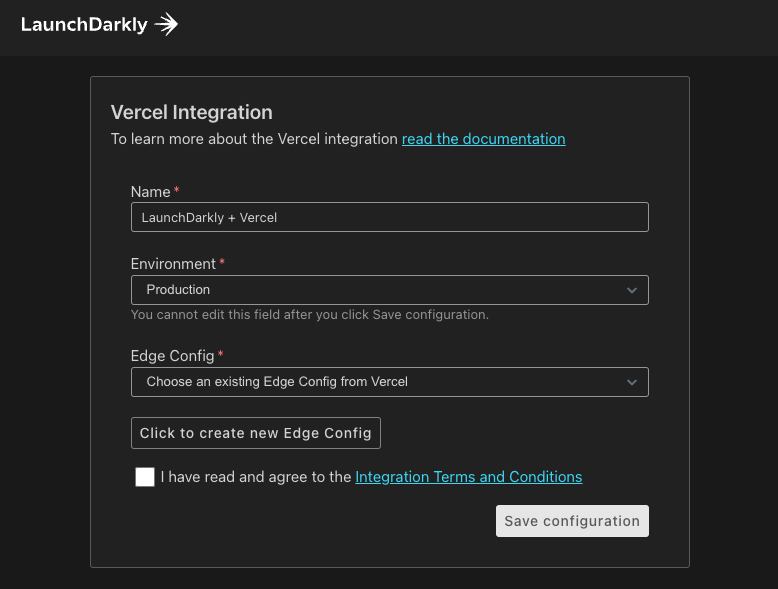 LaunchDarkly
Vercel Integration
To learn more about the Vercel integration read the documentation
Name *
LaunchDarkly + Vercel
Environment *
Production
You cannot edit this field after you click Save configuration.
Edge Config *
Choose an existing Edge Config from Vercel
Click to create new Edge Config
I have read and agree to the Integration Terms and Conditions
Save configuration